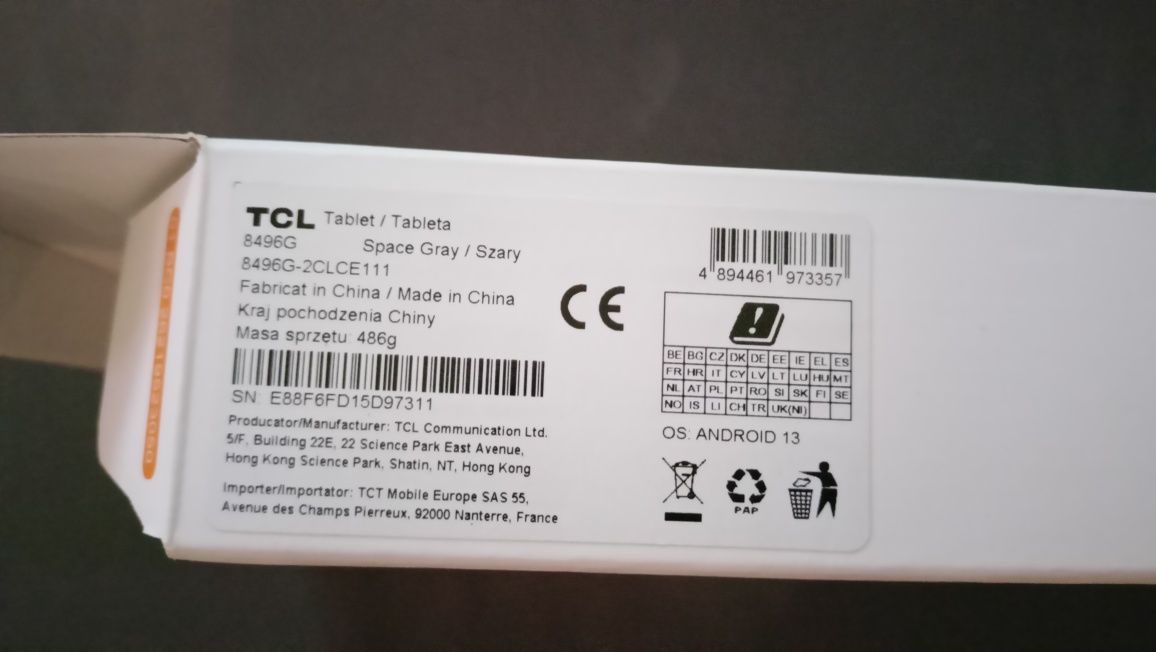 TCL Tablet / Tableta
8496G Space Gray / Szary
8496G-2CLCE111
Fabricat in China / Made in China
Kraj pochodzenia Chiny
Masa sprzętu: 486g
SN: E88F6FD15D97311
Producator/Manufacturer: TCL Communication Ltd.
5/F, Building 22E, 22 Science Park East Avenue,
Hong Kong Science Park, Shatin, NT, Hong Kong
Importer/Importator: TCT Mobile Europe SAS 55,
Avenue des Champs Pierreux, 92000 Nanterre, France
CE
4 894461 973357
BE BG CZ DK DE EE IE EL ES
FR HR IT CY LV LT LU HU MT
NL AT PL PT RO SI SK FI SE
NO IS LI CH TR UK(NI)
OS: ANDROID 13
PAP